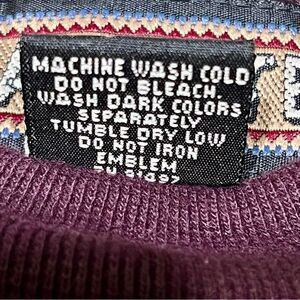 MACHINE WASH COLD
DO NOT BLEACH.
WASH DARK COLORS
SEPARATELY
TUMBLE DRY LOW
DO NOT IRON
EMBLEM